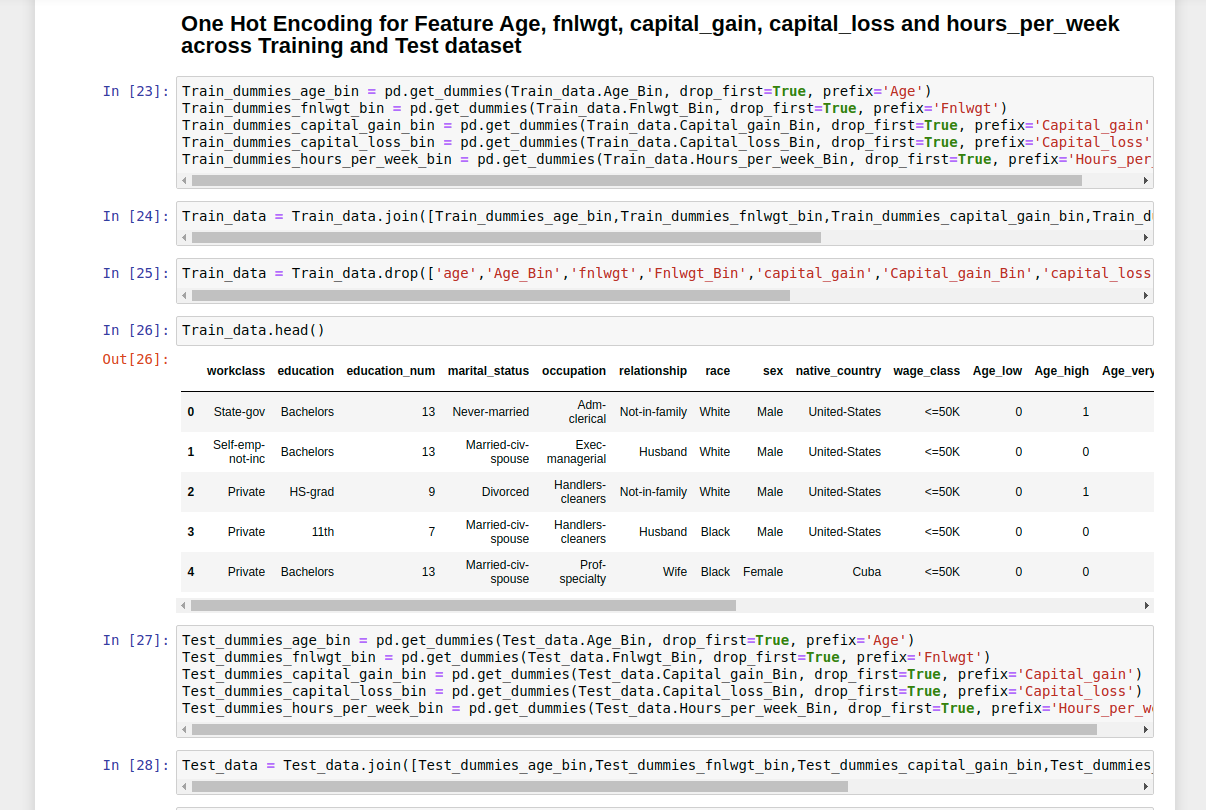 One Hot Encoding for Feature Age, fnlwgt, capital_gain, capital_loss and hours_per_week
across Training and Test dataset
In [23]:
Train_dummies_age_bin = pd.get_dummies(Train_data.Age_Bin, drop_first=True, prefix='Age')
Train_dummies_fnlwgt_bin = pd.get_dummies(Train_data.Fnlwgt_Bin, drop_first=True, prefix='Fnlwgt')
Train_dummies_capital_gain_bin = pd.get_dummies(Train_data.Capital_gain_Bin, drop_first=True, prefix='Capital_gain'
Train_dummies_capital_loss_bin = pd.get_dummies(Train_data.Capital_loss_Bin, drop_first=True, prefix='Capital_loss'
Train_dummies_hours_per_week_bin = pd.get_dummies(Train_data.Hours_per_week_Bin, drop_first=True, prefix='Hours_per_
In [24]:
Train_data = Train_data.join([Train_dummies_age_bin,Train_dummies_fnlwgt_bin,Train_dummies_capital_gain_bin,Train_d
In [25]:
Train_data = Train_data.drop(['age','Age_Bin','fnlwgt','Fnlwgt_Bin','capital_gain','Capital_gain_Bin','capital_loss
In [26]:
Train_data.head()
Out[26]:
workclass education education_num marital_status occupation relationship race sex native_country wage_class Age_low Age_high Age_very
0 State-gov Bachelors 13 Never-married Adm-
clerical Not-in-family White Male United-States <=50K 0 1
1 Self-emp-
not-inc Bachelors 13 Married-civ-
spouse Exec-
managerial Husband White Male United-States <=50K 0 0
2 Private HS-grad 9 Divorced Handlers-
cleaners Not-in-family White Male United-States <=50K 0 1
3 Private 11th 7 Married-civ-
spouse Handlers-
cleaners Husband Black Male United-States <=50K 0 0
4 Private Bachelors 13 Married-civ-
spouse Prof-
specialty Wife Black Female Cuba <=50K 0 0
In [27]:
Test_dummies_age_bin = pd.get_dummies(Test_data.Age_Bin, drop_first=True, prefix='Age')
Test_dummies_fnlwgt_bin = pd.get_dummies(Test_data.Fnlwgt_Bin, drop_first=True, prefix='Fnlwgt')
Test_dummies_capital_gain_bin = pd.get_dummies(Test_data.Capital_gain_Bin, drop_first=True, prefix='Capital_gain')
Test_dummies_capital_loss_bin = pd.get_dummies(Test_data.Capital_loss_Bin, drop_first=True, prefix='Capital_loss')
Test_dummies_hours_per_week_bin = pd.get_dummies(Test_data.Hours_per_week_Bin, drop_first=True, prefix='Hours_per_w
In [28]:
Test_data = Test_data.join([Test_dummies_age_bin,Test_dummies_fnlwgt_bin,Test_dummies_capital_gain_bin,Test_dummies